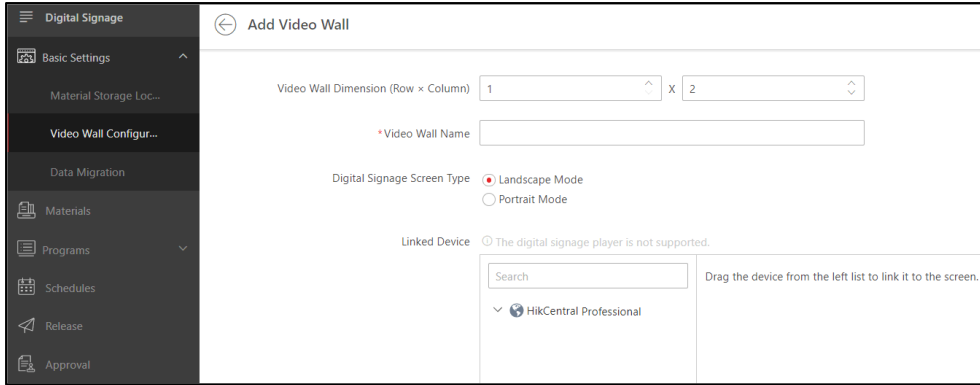 Digital Signage
Add Video Wall
Basic Settings
Material Storage Loc...
Video Wall Configur...
Data Migration
Materials
Programs
Schedules
Release
Approval
Video Wall Dimension (Row × Column) 1 X 2
*Video Wall Name
Digital Signage Screen Type Landscape Mode
Portrait Mode
Linked Device The digital signage player is not supported.
Search
Drag the device from the left list to link it to the screen.
HikCentral Professional